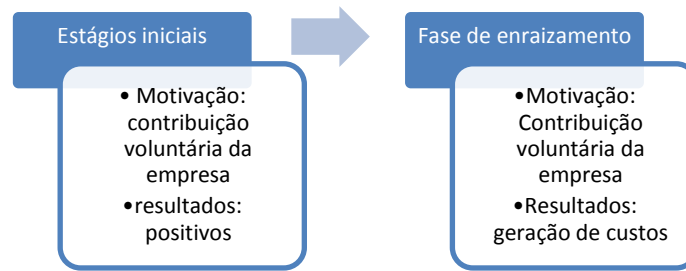 Estágios iniciais
• Motivação:
contribuição
voluntária da
empresa
•resultados:
positivos
Fase de enraizamento
•Motivação:
Contribuição
voluntária da
empresa
•Resultados:
geração de custos